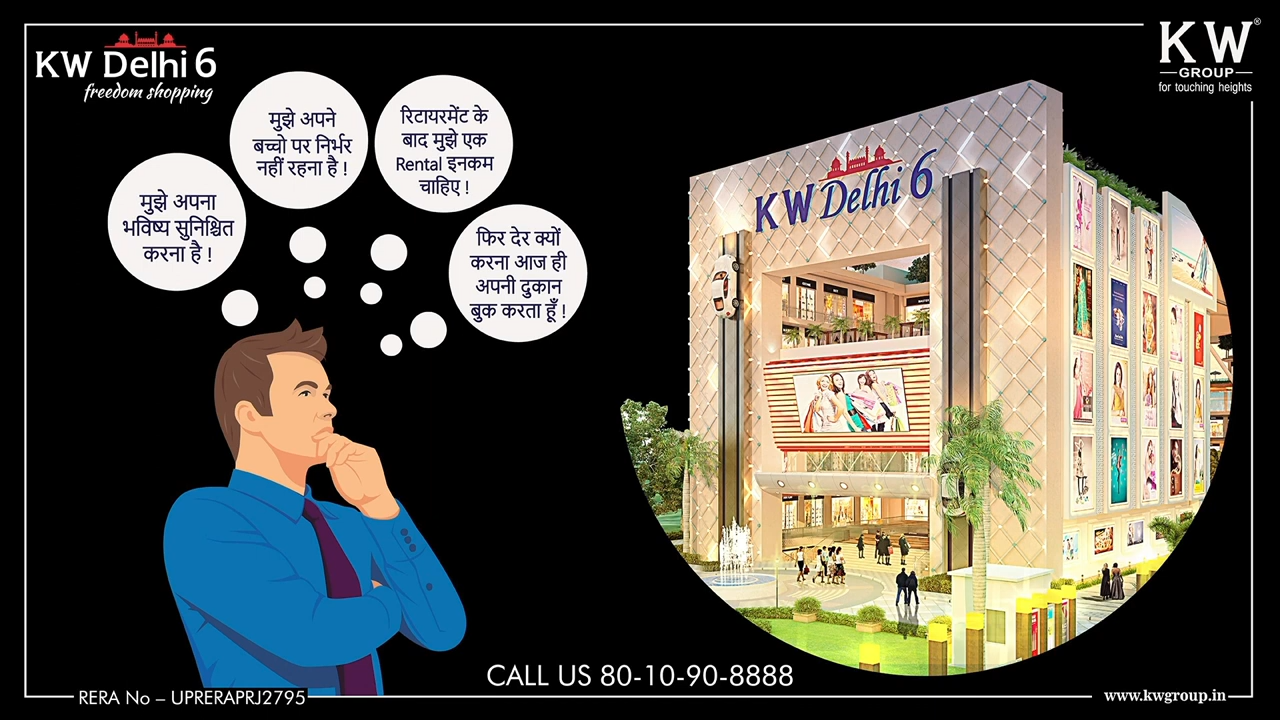 KW Delhi 6
freedom shopping
KW®
GROUP
for touching heights
मुझे अपना
भविष्य सुनिश्चित
करना है !
मुझे अपने
बच्चो पर निर्भर
नहीं रहना है !
रिटायरमेंट के
बाद मुझे एक
Rental इनकम
चाहिए !
फिर देर क्यों
करना आज ही
अपनी दुकान
बुक करता हूँ !
KW Delhi 6
CALL US 80-10-90-8888
RERA No – UPRERAPRJ2795
www.kwgroup.in